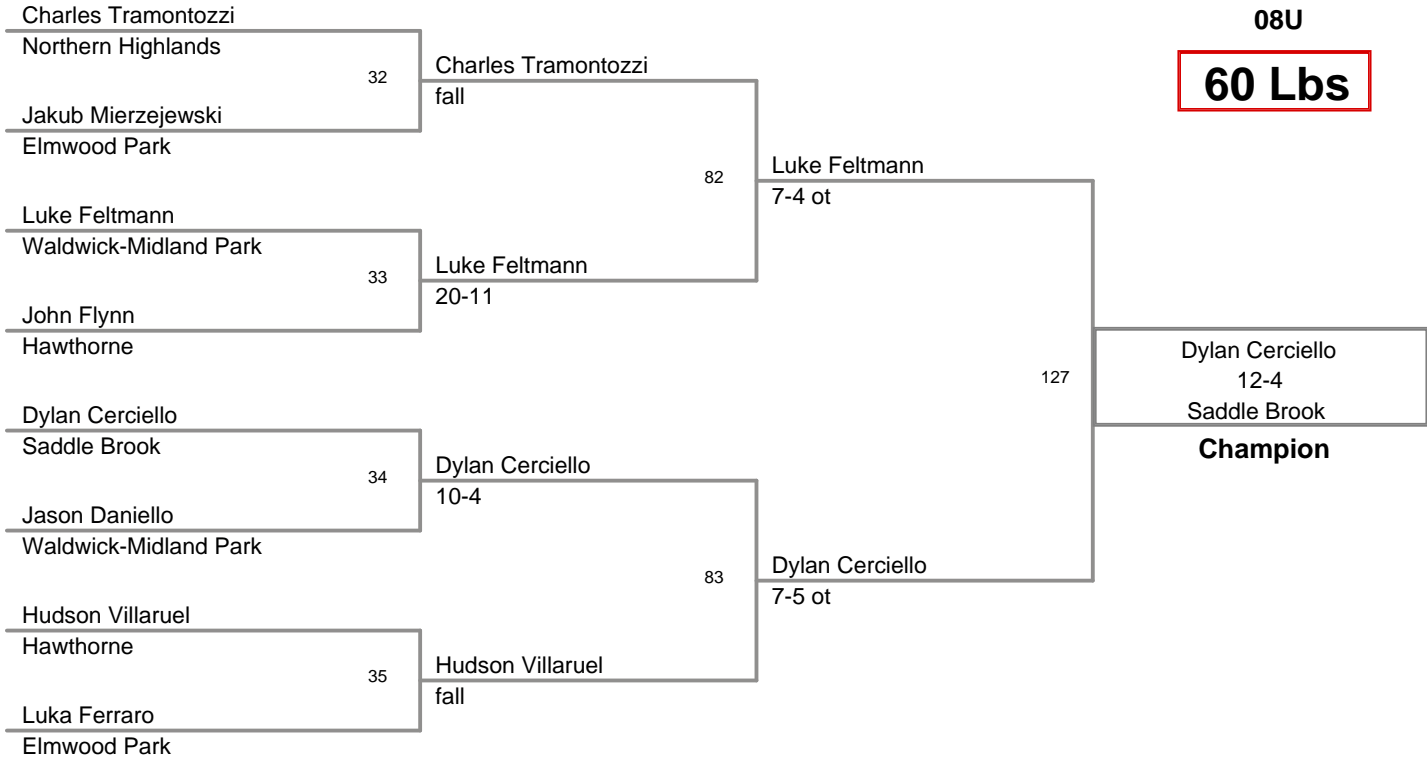 Charles Tramontozzi
Northern Highlands
32
Jakub Mierzejewski
Elmwood Park
Charles Tramontozzi
fall
Luke Feltmann
Waldwick-Midland Park
33
John Flynn
Hawthorne
Luke Feltmann
20-11
82
Luke Feltmann
7-4 ot
Dylan Cerciello
Saddle Brook
34
Jason Daniello
Waldwick-Midland Park
Dylan Cerciello
10-4
Hudson Villaruel
Hawthorne
35
Luka Ferraro
Elmwood Park
Hudson Villaruel
fall
83
Dylan Cerciello
7-5 ot
127
Dylan Cerciello
12-4
Saddle Brook
Champion
08U
60 Lbs